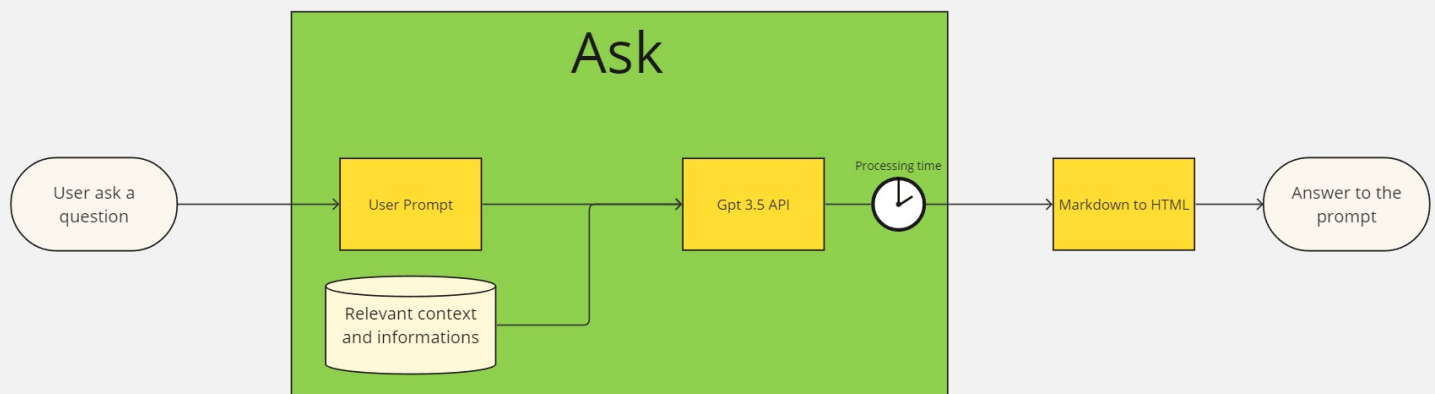 Ask
User ask a
question
User Prompt
Gpt 3.5 API
Processing time
Markdown to HTML
Answer to the
prompt
Relevant context
and informations